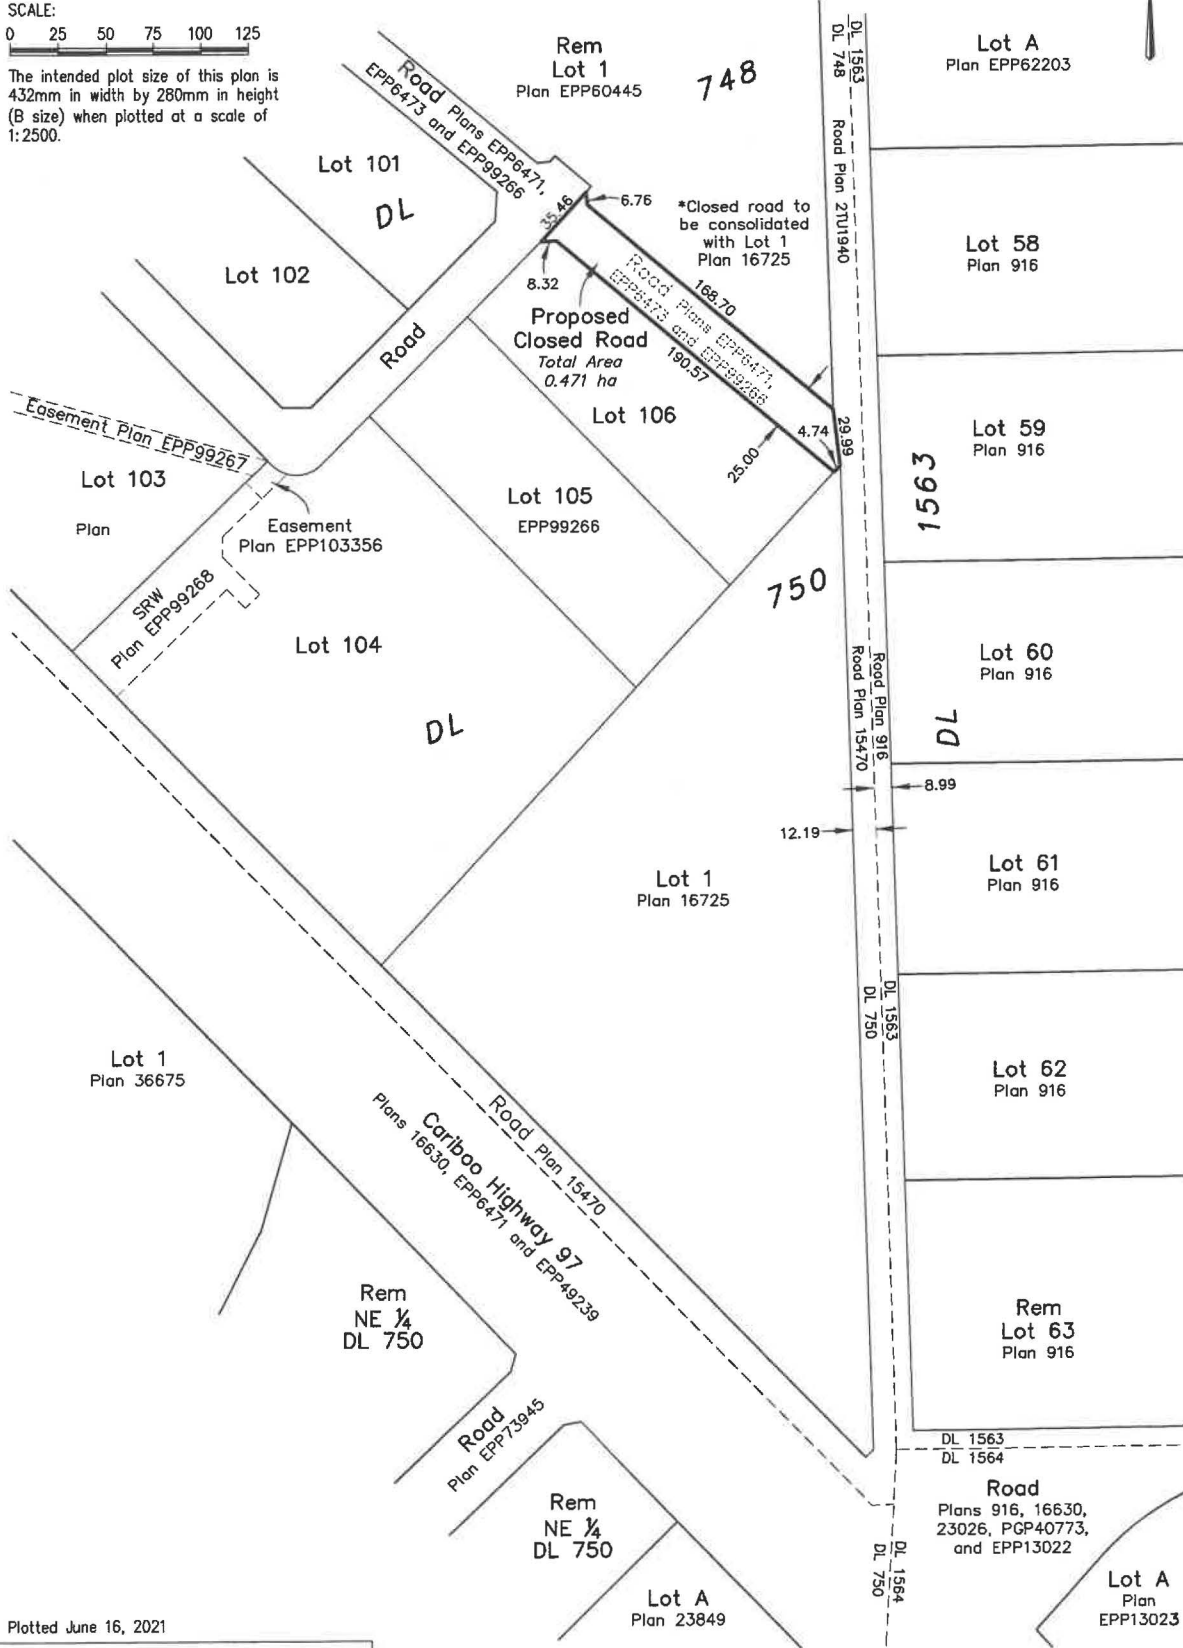 SCALE:
0 25 50 75 100 125
The intended plot size of this plan is
432mm in width by 280mm in height
(B size) when plotted at a scale of
1:2500.
Rem
Lot 1
Plan EPP60445
748
DL 1563
DL 748
Lot A
Plan EPP62203
Road Plans EPP6471,
EPP6473 and EPP99266
Lot 101
DL
Lot 102
Road
35.46
6.76
*Closed road to
be consolidated
with Lot 1
Plan 16725
Road Plan 2TU1940
Lot 58
Plan 916
8.32
Proposed
Closed Road
Total Area
0.471 ha
Road Plans EPP6471,
EPP6473 and EPP99266
168.70
190.57
Lot 106
4.74
29.99
25.00
Lot 59
Plan 916
1563
Easement Plan EPP99267
Lot 103
Plan
Easement
Plan EPP103356
Lot 105
EPP99266
750
SRW
Plan EPP99268
Lot 104
DL
Road Plan 916
Road Plan 15470
DL
Lot 60
Plan 916
8.99
12.19
Lot 61
Plan 916
Lot 1
Plan 16725
DL 1563
DL 750
Lot 62
Plan 916
Lot 1
Plan 36675
Road Plan 15470
Cariboo Highway 97
Plans 16630, EPP6471 and EPP49239
Rem
NE ¼
DL 750
Rem
Lot 63
Plan 916
Road
Plan EPP73945
DL 1563
DL 1564
Road
Plans 916, 16630,
23026, PGP40773,
and EPP13022
Rem
NE ¼
DL 750
DL 1564
DL 750
Lot A
Plan 23849
Lot A
Plan
EPP13023
Plotted June 16, 2021